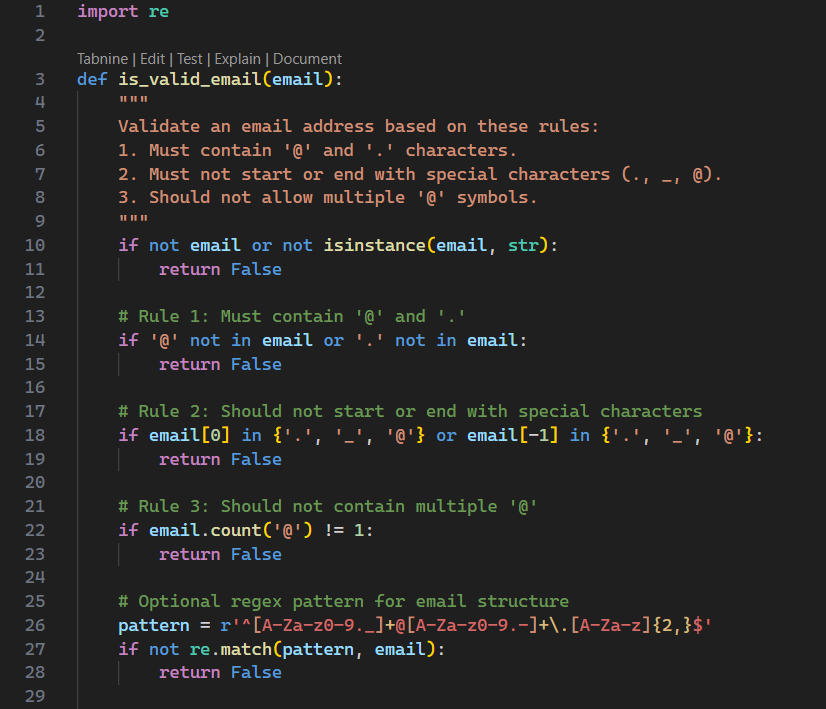 1 import re
2
Tabnine | Edit | Test | Explain | Document
3 def is_valid_email(email):
4     """
5     Validate an email address based on these rules:
6     1. Must contain '@' and '.' characters.
7     2. Must not start or end with special characters (., _, @).
8     3. Should not allow multiple '@' symbols.
9     """
10     if not email or not isinstance(email, str):
11         return False
12
13     # Rule 1: Must contain '@' and '.'
14     if '@' not in email or '.' not in email:
15         return False
16
17     # Rule 2: Should not start or end with special characters
18     if email[0] in {'.', '_', '@'} or email[-1] in {'.', '_', '@'}:
19         return False
20
21     # Rule 3: Should not contain multiple '@'
22     if email.count('@') != 1:
23         return False
24
25     # Optional regex pattern for email structure
26     pattern = r'^[A-Za-z0-9._]+@[A-Za-z0-9.-]+\.[A-Za-z]{2,}$'
27     if not re.match(pattern, email):
28         return False
29